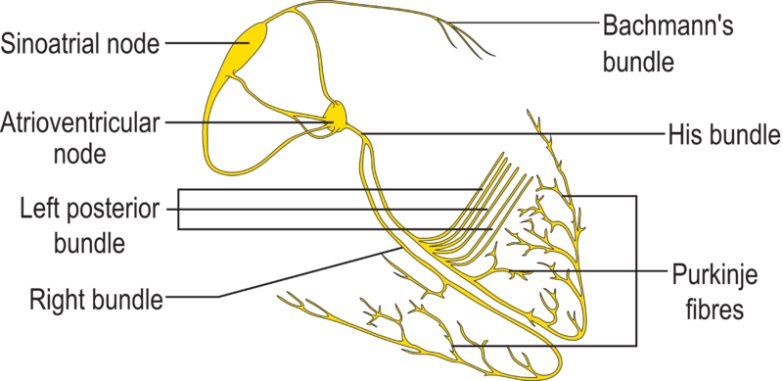 Sinoatrial node
Bachmann's
bundle
Atrioventricular
node
His bundle
Left posterior
bundle
Right bundle
Purkinje
fibres